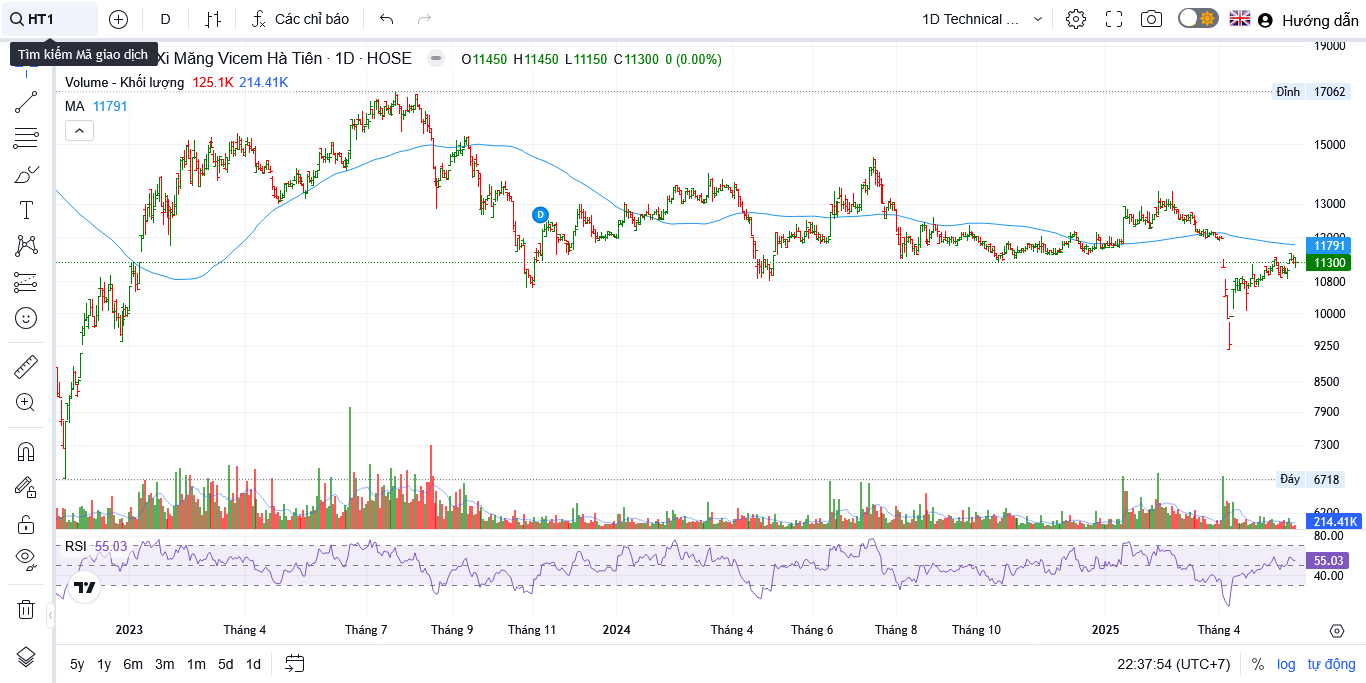 HT1
D
Các chỉ báo
1D Technical ...
Hướng dẫn
Tìm kiếm Mã giao dịch
Xi Măng Vicem Hà Tiên · 1D · HOSE
O11450 H11450 L11150 C11300 0 (0.00%)
Volume - Khối lượng 125.1K 214.41K
MA 11791
19000
Đỉnh 17062
15000
13000
12000
11791
11300
10800
10000
9250
8500
7900
7300
Đáy 6718
6200
214.41K
D
RSI 55.03
80.00
55.03
40.00
2023
Tháng 4
Tháng 7
Tháng 9
Tháng 11
2024
Tháng 4
Tháng 6
Tháng 8
Tháng 10
2025
Tháng 4
5y 1y 6m 3m 1m 5d 1d
22:37:54 (UTC+7)
% log tự động